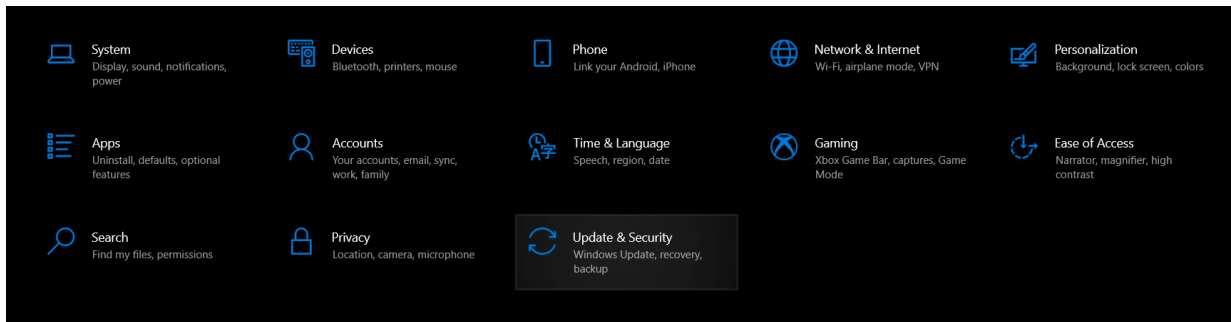 System
Display, sound, notifications,
power
Devices
Bluetooth, printers, mouse
Phone
Link your Android, iPhone
Network & Internet
Wi-Fi, airplane mode, VPN
Personalization
Background, lock screen, colors
Apps
Uninstall, defaults, optional
features
Accounts
Your accounts, email, sync,
work, family
Time & Language
Speech, region, date
Gaming
Xbox Game Bar, captures, Game
Mode
Ease of Access
Narrator, magnifier, high
contrast
Search
Find my files, permissions
Privacy
Location, camera, microphone
Update & Security
Windows Update, recovery,
backup